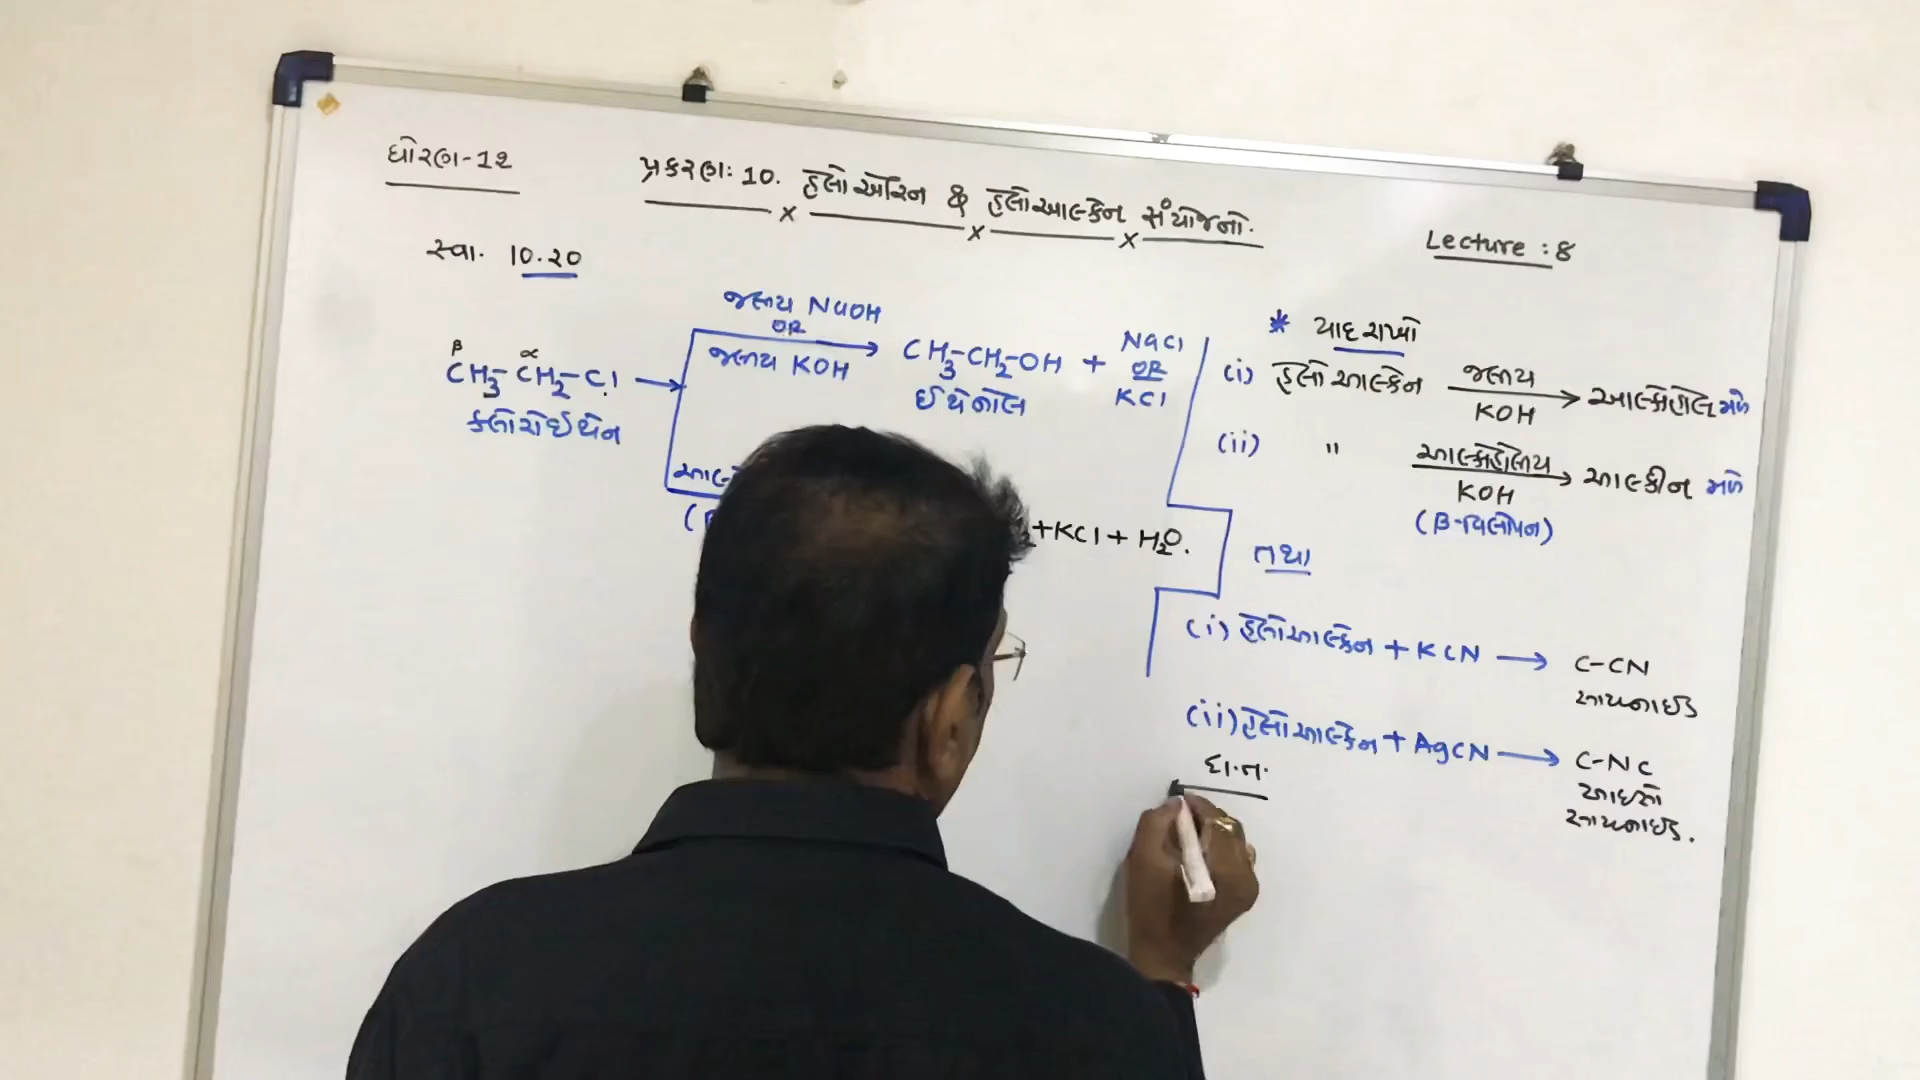 ધોરણ-12
પ્રકરણ: 10. હેલોએરિન & હેલોઆલ્કેન સંયોજનો.
Lecture : 8
સ્વા. 10.20
જલીય NaOH
OR
જલીય KOH
β α
CH3-CH2-Cl
ક્લોરોઈથેન
CH3-CH2-OH +
ઈથેનોલ
NaCl
OR
KCl
+KCl + H2O.
* યાદ રાખો
(i) હેલોઆલ્કેન જલીય KOH → આલ્કોહોલ મળે
(ii) " આલ્કોહોલીય KOH → આલ્કીન મળે
(β-વિલોપન)
તથા
(i) હેલોઆલ્કેન + KCN → C-CN
સાયનાઈડ
(ii) હેલોઆલ્કેન + AgCN → C-NC
આઈસો
સાયનાઈડ.
દા.ત.